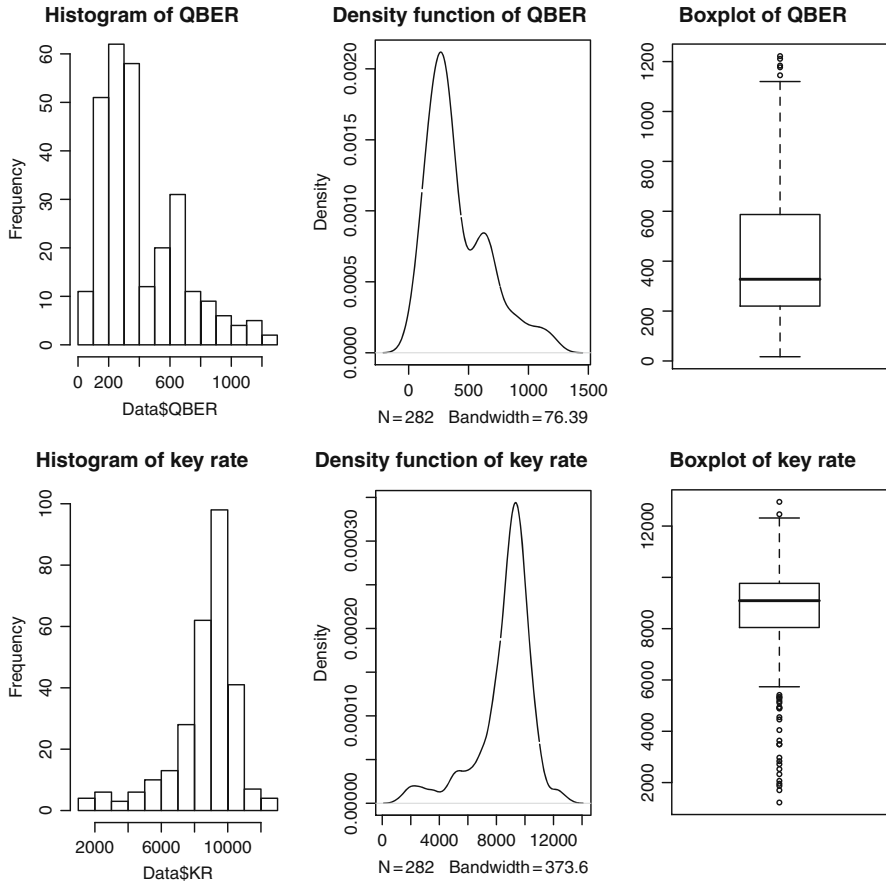 Histogram of QBER
Frequency
0 10 20 30 40 50 60
0 200 600 1000
Data$QBER
Density function of QBER
Density
0.0000 0.0005 0.0010 0.0015 0.0020
0 500 1000 1500
N=282 Bandwidth=76.39
Boxplot of QBER
0 200 400 600 800 1000 1200
Histogram of key rate
Frequency
0 20 40 60 80 100
2000 6000 10000
Data$KR
Density function of key rate
Density
0.00000 0.00010 0.00020 0.00030
0 4000 8000 12000
N=282 Bandwidth=373.6
Boxplot of key rate
2000 4000 6000 8000 12000